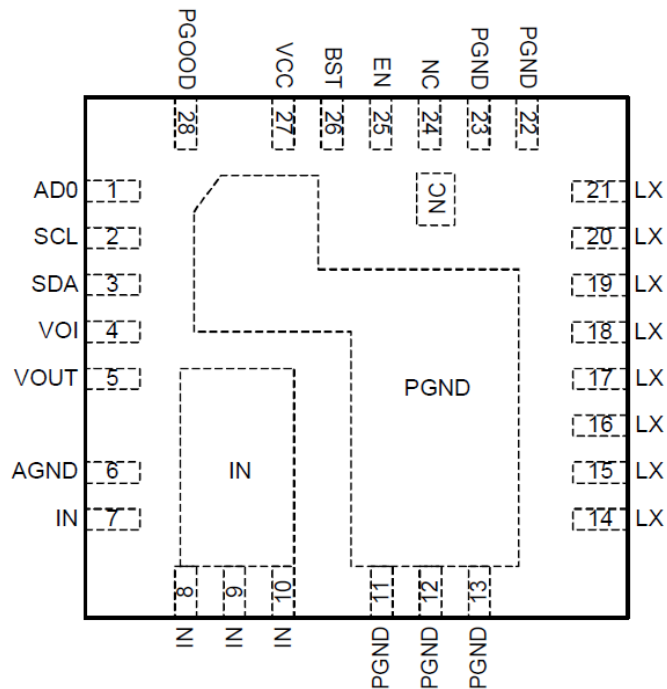 PGOOD VCC BST EN NC PGND PGND
28 27 26 25 24 23 22
AD0 1
SCL 2
SDA 3
VOI 4
VOUT 5
AGND 6
IN 7
NC
PGND
IN
21 LX
20 LX
19 LX
18 LX
17 LX
16 LX
15 LX
14 LX
8 9 10 11 12 13
IN IN IN PGND PGND PGND